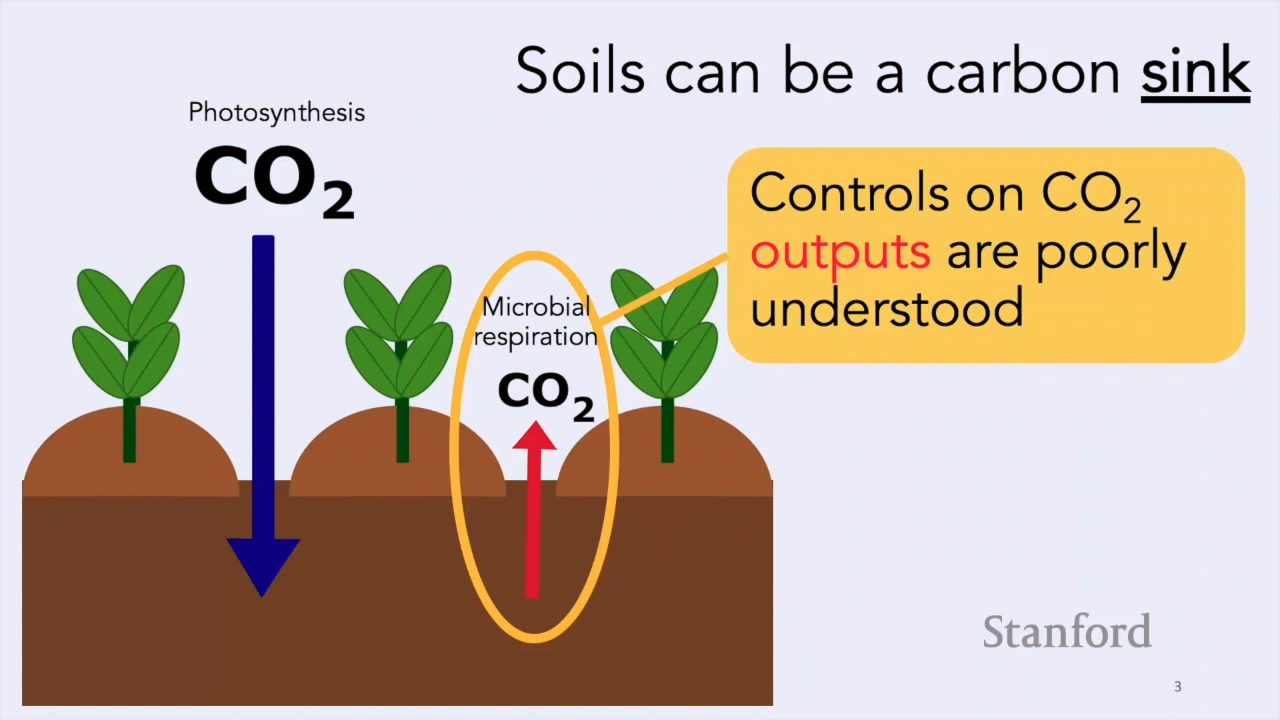 Soils can be a carbon sink
Photosynthesis
CO₂
Controls on CO₂
outputs are poorly
understood
Microbial
respiration
CO₂
Stanford
3